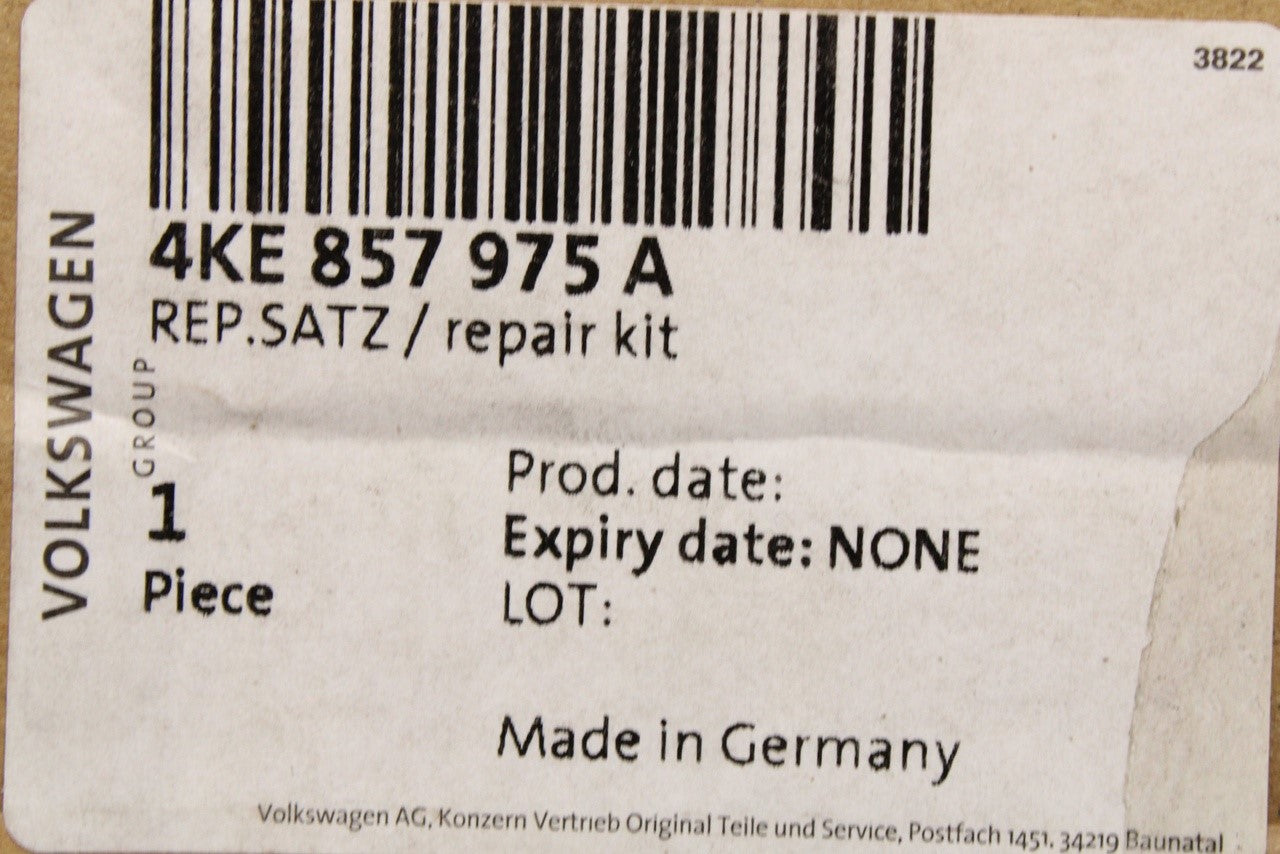 3822
4KE 857 975 A
REP.SATZ / repair kit
VOLKSWAGEN
GROUP
1
Piece
Prod. date:
Expiry date: NONE
LOT:
Made in Germany
Volkswagen AG, Konzern Vertrieb Original Teile und Service, Postfach 1451, 34219 Baunatal